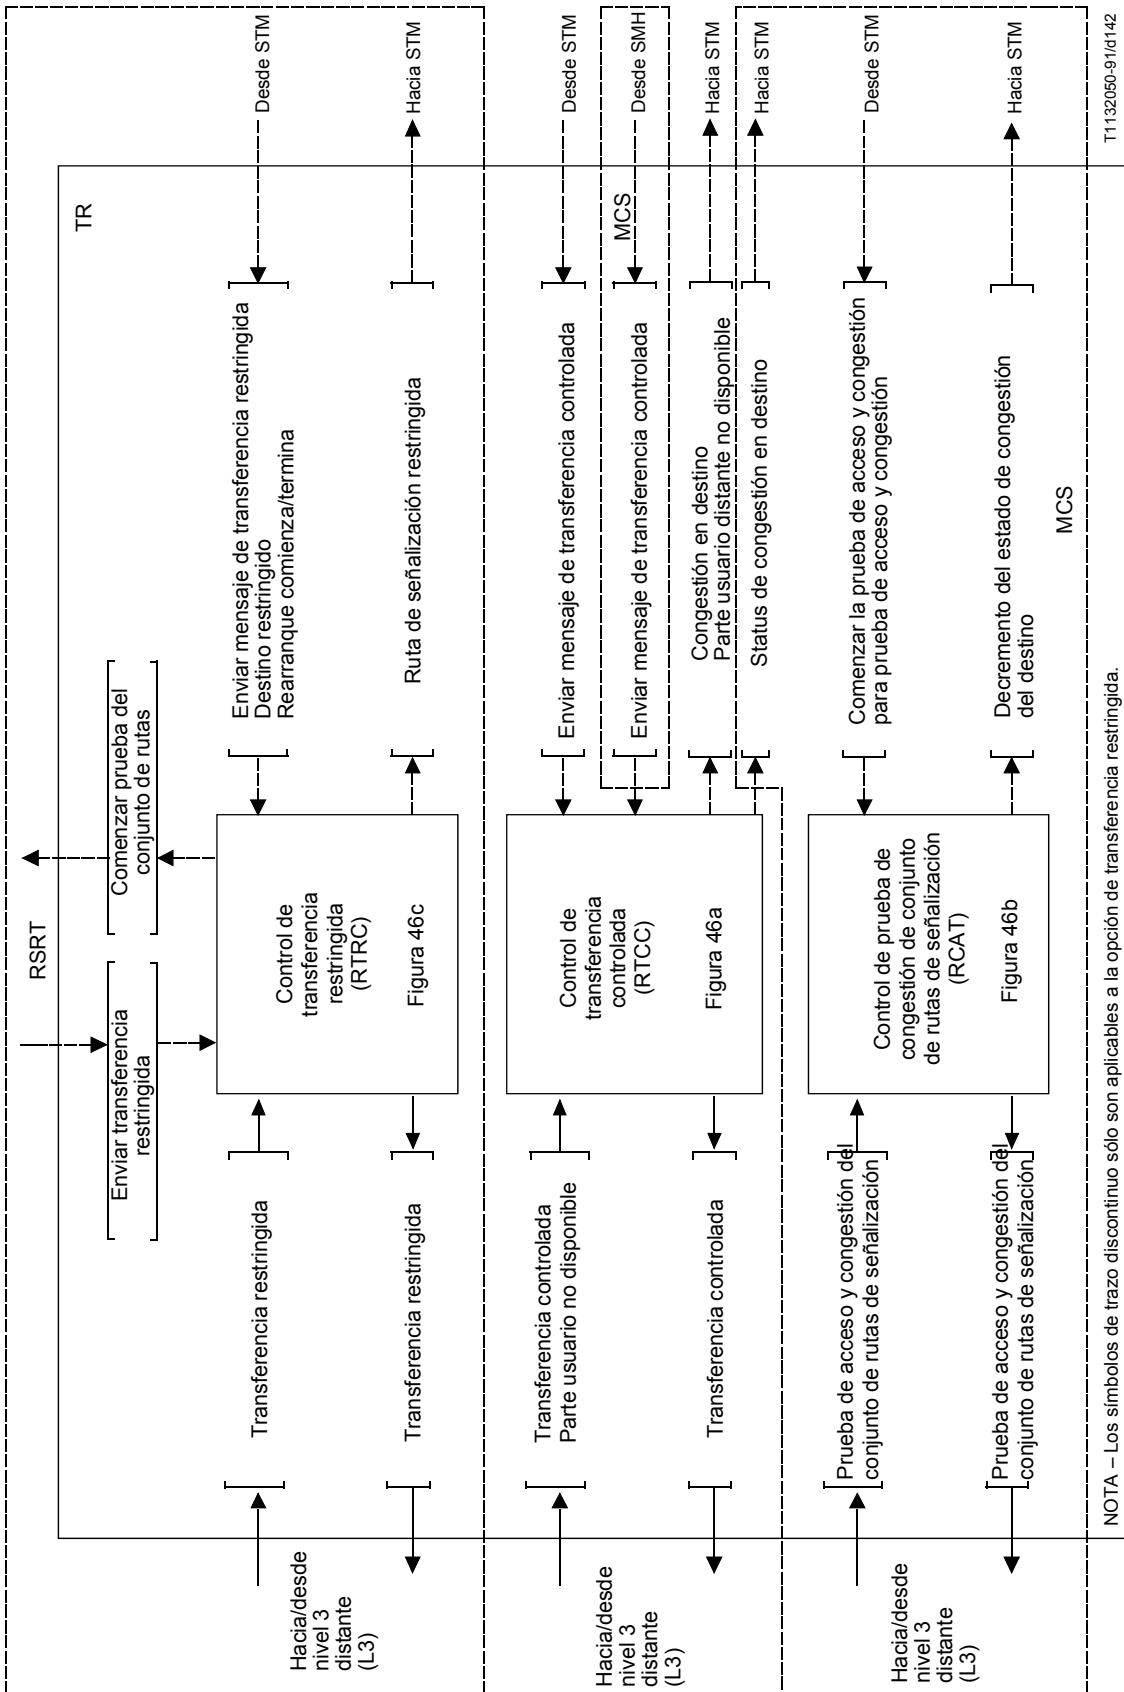 RSRT
TR
Enviar transferencia
restringida
Comenzar prueba del
conjunto de rutas
Hacia/desde
nivel 3
distante
(L3)
Transferencia restringida
Transferencia restringida
Control de
transferencia
restringida
(RTRC)
Figura 46c
Enviar mensaje de transferencia restringida
Destino restringido
Rearranque comienza/termina
Ruta de señalización restringida
Desde STM
Hacia STM
Hacia/desde
nivel 3
distante
(L3)
Transferencia controlada
Parte usuario no disponible
Transferencia controlada
Control de
transferencia
controlada
(RTCC)
Figura 46a
Enviar mensaje de transferencia controlada
Enviar mensaje de transferencia controlada
MCS
Congestión en destino
Parte usuario distante no disponible
Status de congestión en destino
Desde STM
Desde SMH
Hacia STM
Hacia STM
Hacia/desde
nivel 3
distante
(L3)
Prueba de acceso y congestión del
conjunto de rutas de señalización
Prueba de acceso y congestión del
conjunto de rutas de señalización
Control de prueba de
congestión de conjunto
de rutas de señalización
(RCAT)
Figura 46b
Comenzar la prueba de acceso y congestión
para prueba de acceso y congestión
Decremento del estado de congestión
del destino
MCS
Desde STM
Hacia STM
NOTA – Los símbolos de trazo discontinuo sólo son aplicables a la opción de transferencia restringida.
T1132050-91/d142